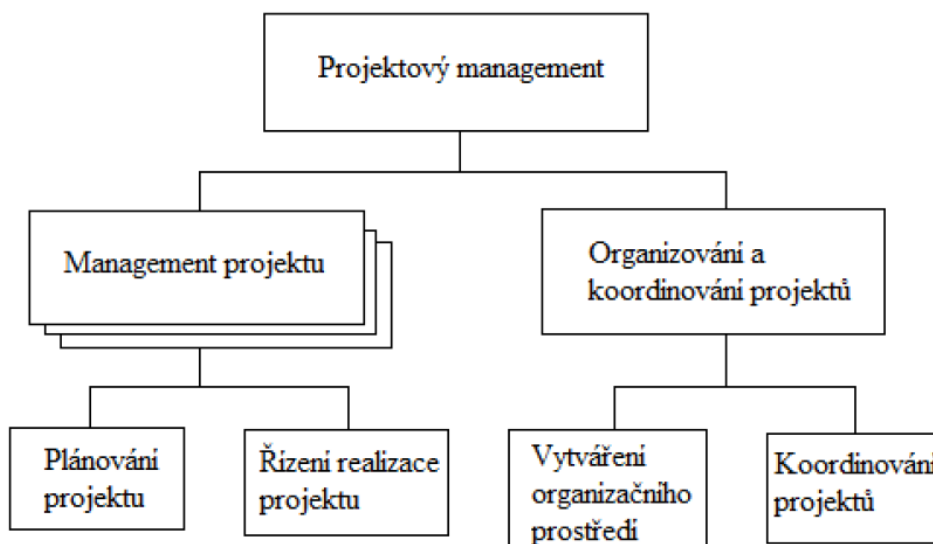 Projektový management
Management projektu
Organizování a
koordinování projektů
Plánování
projektu
Řízení realizace
projektu
Vytváření
organizačního
prostředí
Koordinování
projektů